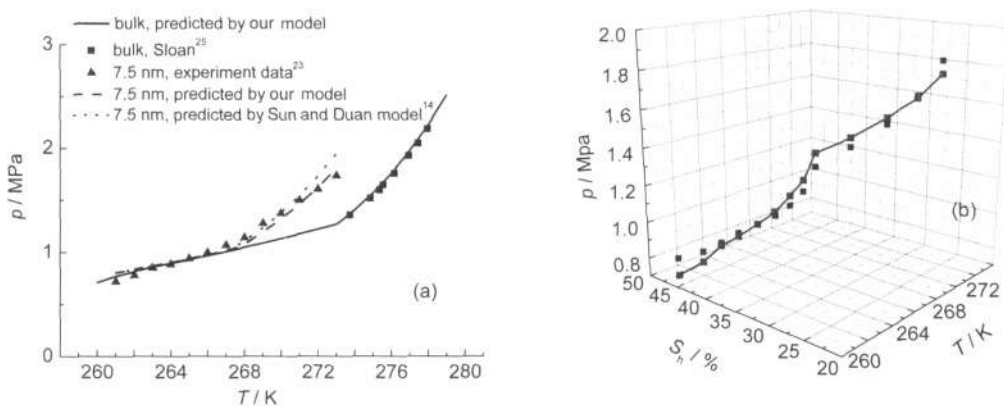 (a)
bulk, predicted by our model
bulk, Sloan25
7.5 nm, experiment data23
7.5 nm, predicted by our model
7.5 nm, predicted by Sun and Duan model14
3
2
1
0
p / MPa
260 264 268 272 276 280
T / K
(a)
(b)
2.0
1.8
1.6
1.4
1.2
1.0
0.8
p / MPa
(b)
50 45 40 35 30 25 20
Sh / %
260 264 268 272
T / K